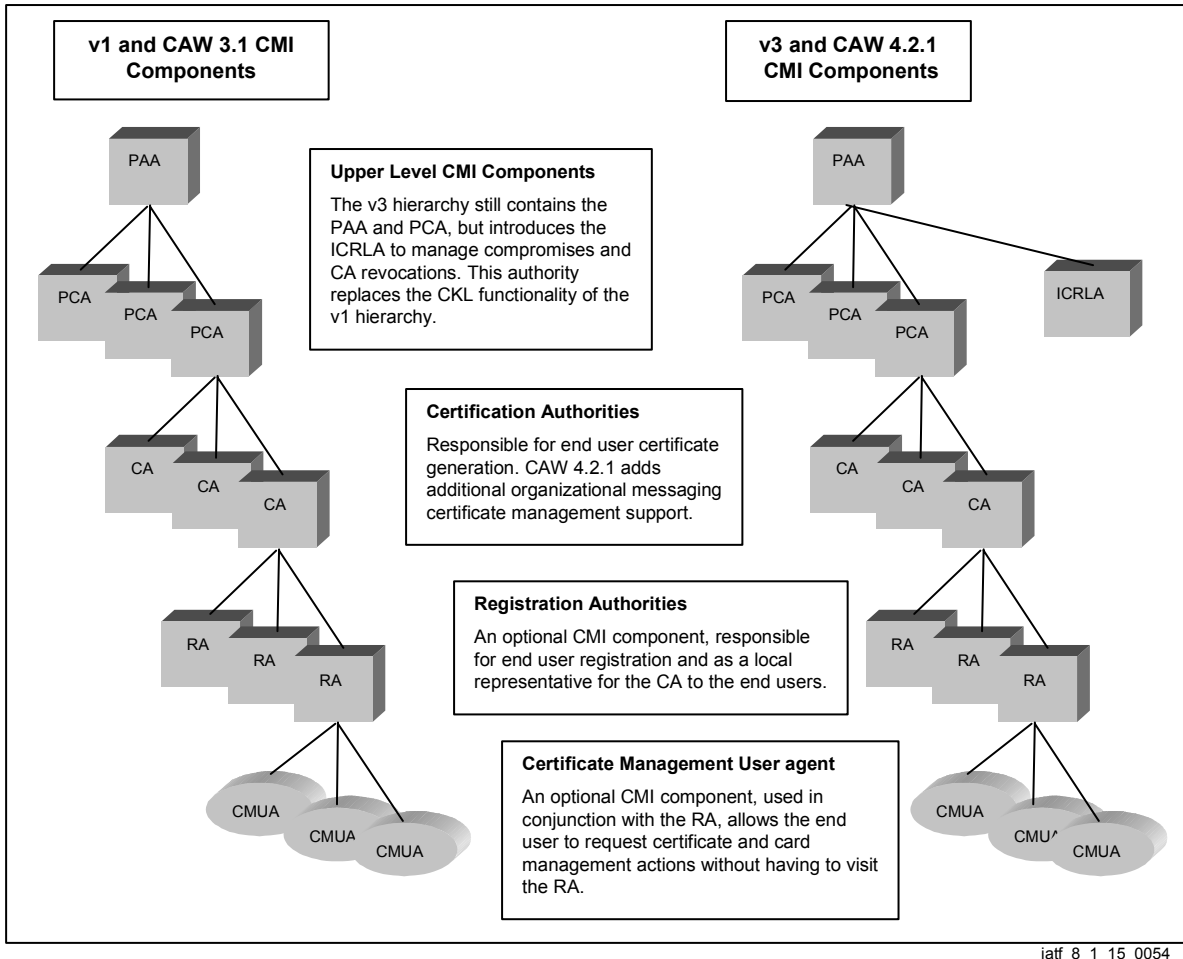 v1 and CAW 3.1 CMI
Components
v3 and CAW 4.2.1
CMI Components
PAA
PAA
Upper Level CMI Components
The v3 hierarchy still contains the
PAA and PCA, but introduces the
ICRLA to manage compromises and
CA revocations. This authority
replaces the CKL functionality of the
v1 hierarchy.
PCA
PCA
PCA
PCA
PCA
PCA
ICRLA
Certification Authorities
Responsible for end user certificate
generation. CAW 4.2.1 adds
additional organizational messaging
certificate management support.
CA
CA
CA
CA
CA
CA
Registration Authorities
An optional CMI component, responsible
for end user registration and as a local
representative for the CA to the end users.
RA
RA
RA
RA
RA
RA
Certificate Management User agent
An optional CMI component, used in
conjunction with the RA, allows the end
user to request certificate and card
management actions without having to visit
the RA.
CMUA
CMUA
CMUA
CMUA
CMUA
CMUA
iatf_8_1_15_0054